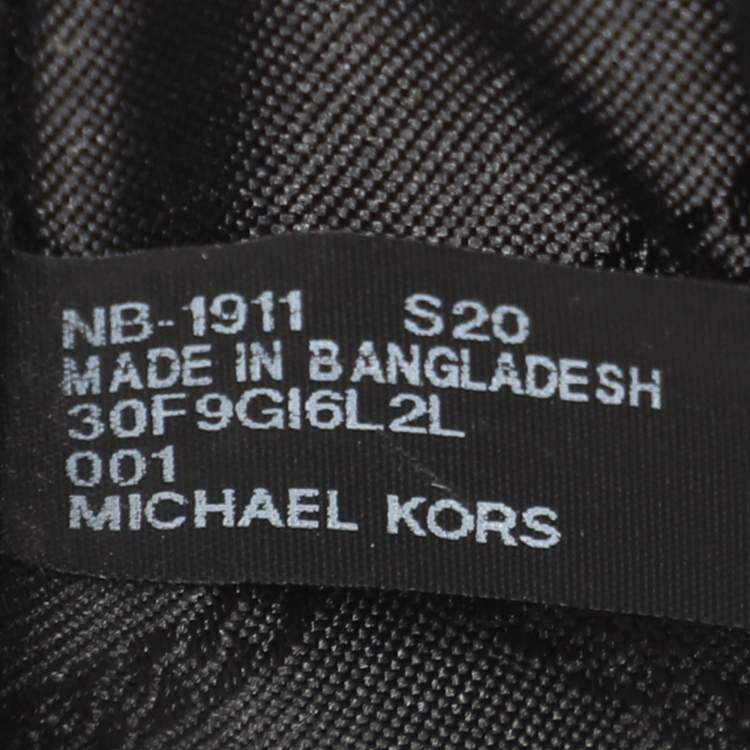 NB-1911 S20
MADE IN BANGLADESH
30F9GI6L2L
001
MICHAEL KORS